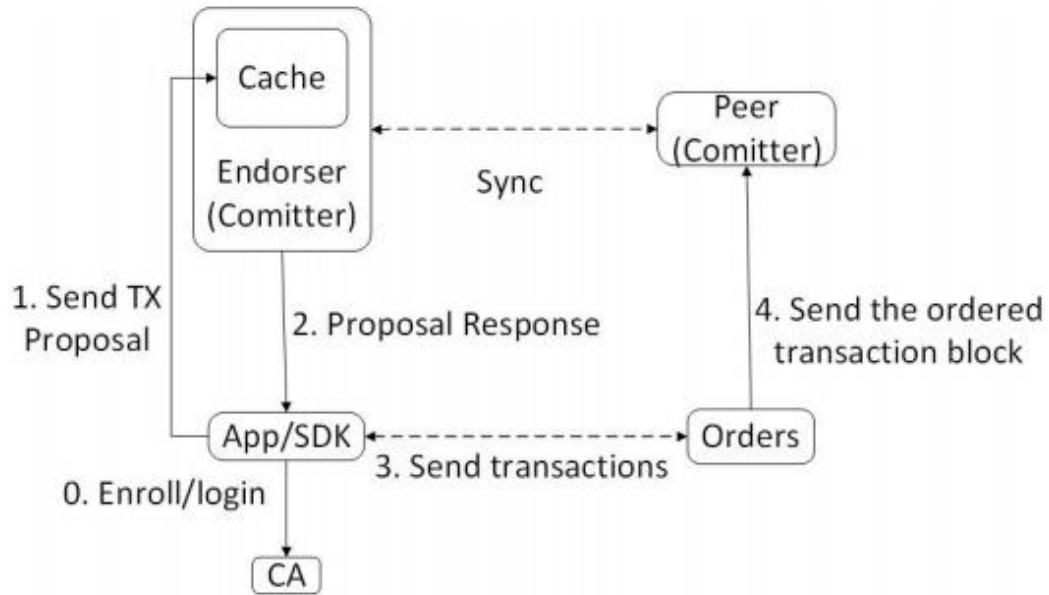 Cache
Endorser
(Comitter)
Peer
(Comitter)
Sync
1. Send TX
Proposal
2. Proposal Response
4. Send the ordered
transaction block
App/SDK
Orders
3. Send transactions
0. Enroll/login
CA